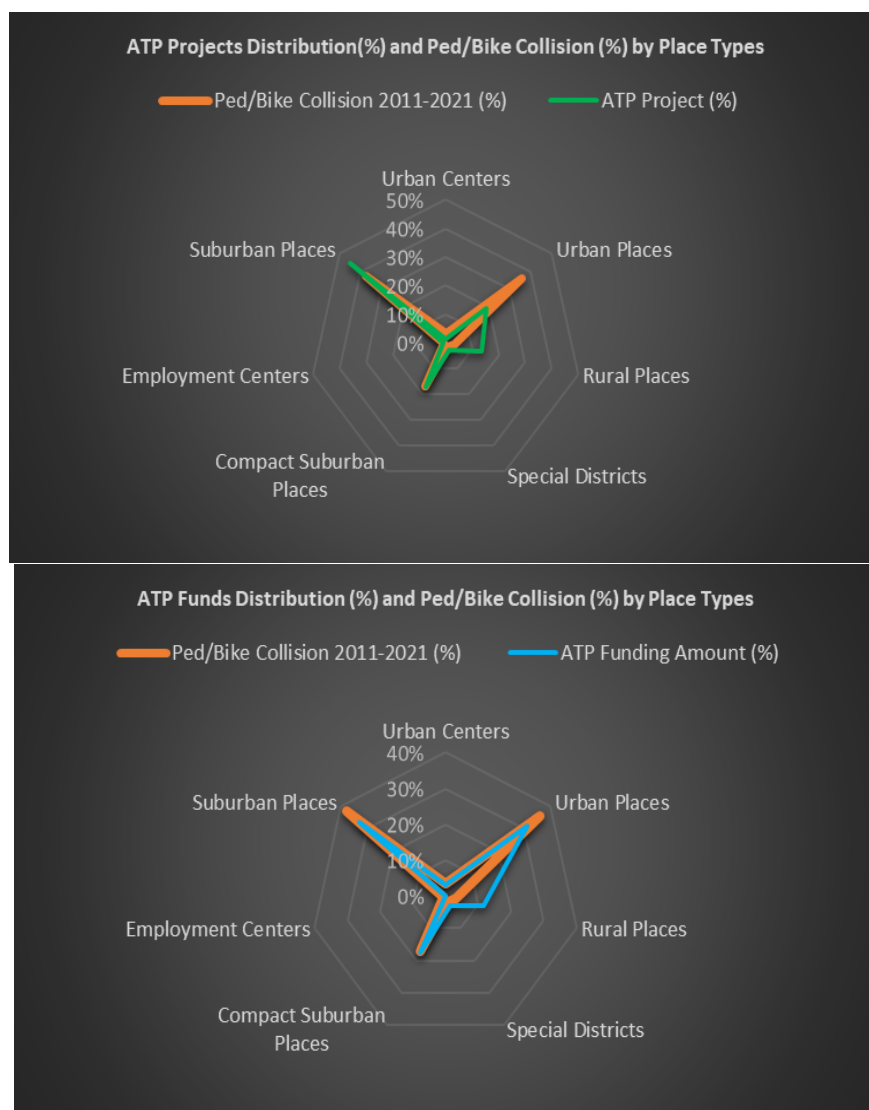 ATP Projects Distribution(%) and Ped/Bike Collision (%) by Place Types
Ped/Bike Collision 2011-2021 (%) ATP Project (%)
Urban Centers
50%
40%
30%
20%
10%
0%
Urban Places
Rural Places
Special Districts
Compact Suburban
Places
Employment Centers
Suburban Places
ATP Funds Distribution (%) and Ped/Bike Collision (%) by Place Types
Ped/Bike Collision 2011-2021 (%) ATP Funding Amount (%)
Urban Centers
40%
30%
20%
10%
0%
Urban Places
Rural Places
Special Districts
Compact Suburban
Places
Employment Centers
Suburban Places